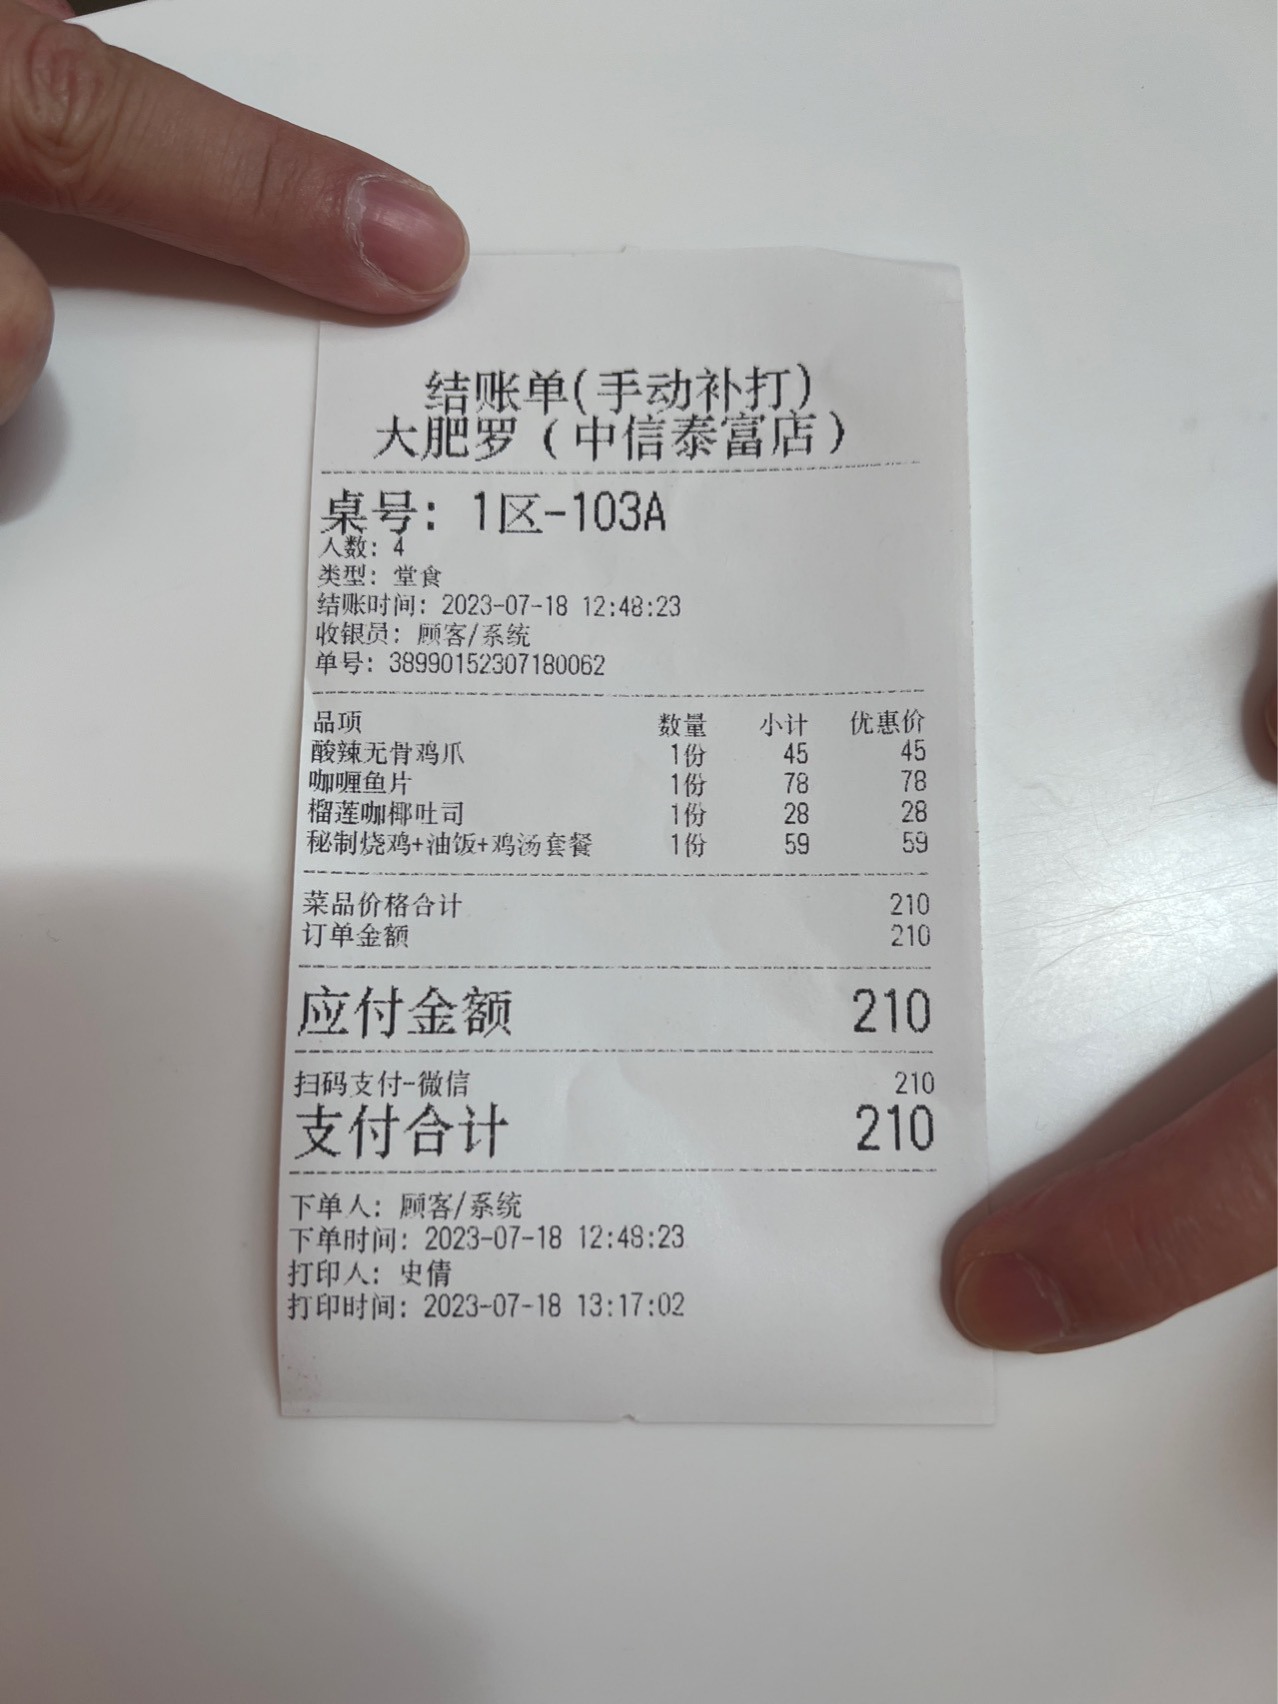 结账单(手动补打)
大肥罗（中信泰富店）
桌号: 1区-103A
人数: 4
类型: 堂食
结账时间: 2023-07-18 12:48:23
收银员: 顾客/系统
单号: 38990152307180062
品项 数量 小计 优惠价
酸辣无骨鸡爪 1份 45 45
咖喱鱼片 1份 78 78
榴莲咖椰吐司 1份 28 28
秘制烧鸡+油饭+鸡汤套餐 1份 59 59
菜品价格合计 210
订单金额 210
应付金额 210
扫码支付-微信 210
支付合计 210
下单人: 顾客/系统
下单时间: 2023-07-18 12:48:23
打印人: 史倩
打印时间: 2023-07-18 13:17:02